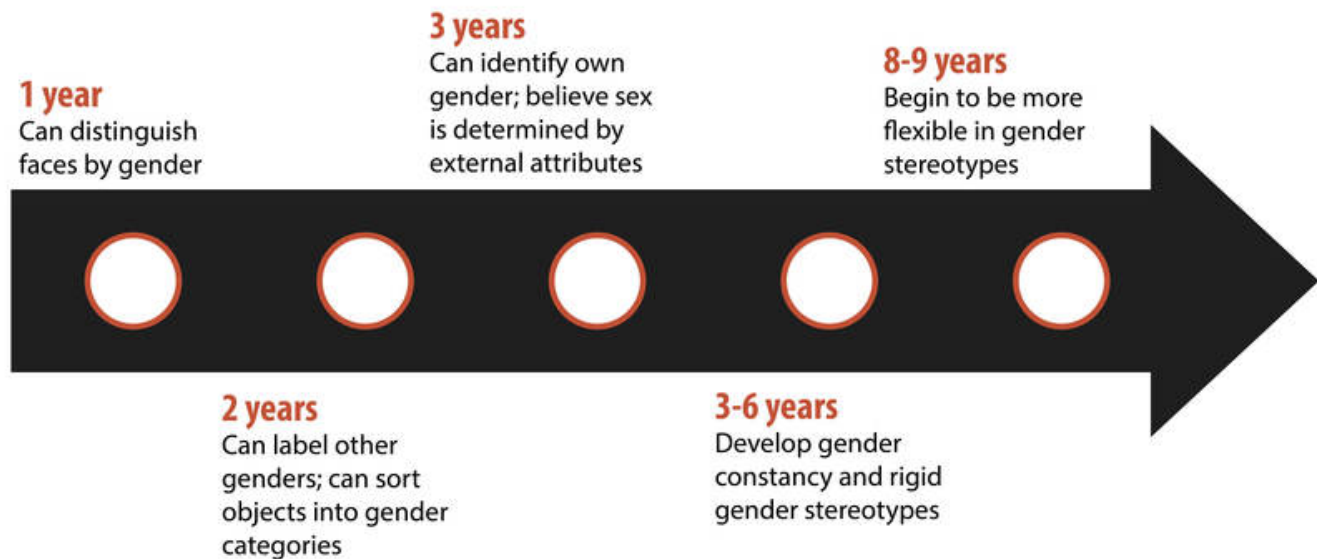 1 year
Can distinguish
faces by gender
2 years
Can label other
genders; can sort
objects into gender
categories
3 years
Can identify own
gender; believe sex
is determined by
external attributes
3-6 years
Develop gender
constancy and rigid
gender stereotypes
8-9 years
Begin to be more
flexible in gender
stereotypes